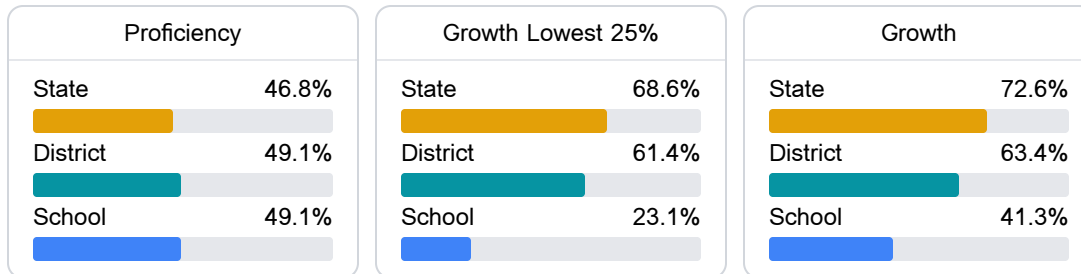 Proficiency
State 46.8%
District 49.1%
School 49.1%
Growth Lowest 25%
State 68.6%
District 61.4%
School 23.1%
Growth
State 72.6%
District 63.4%
School 41.3%